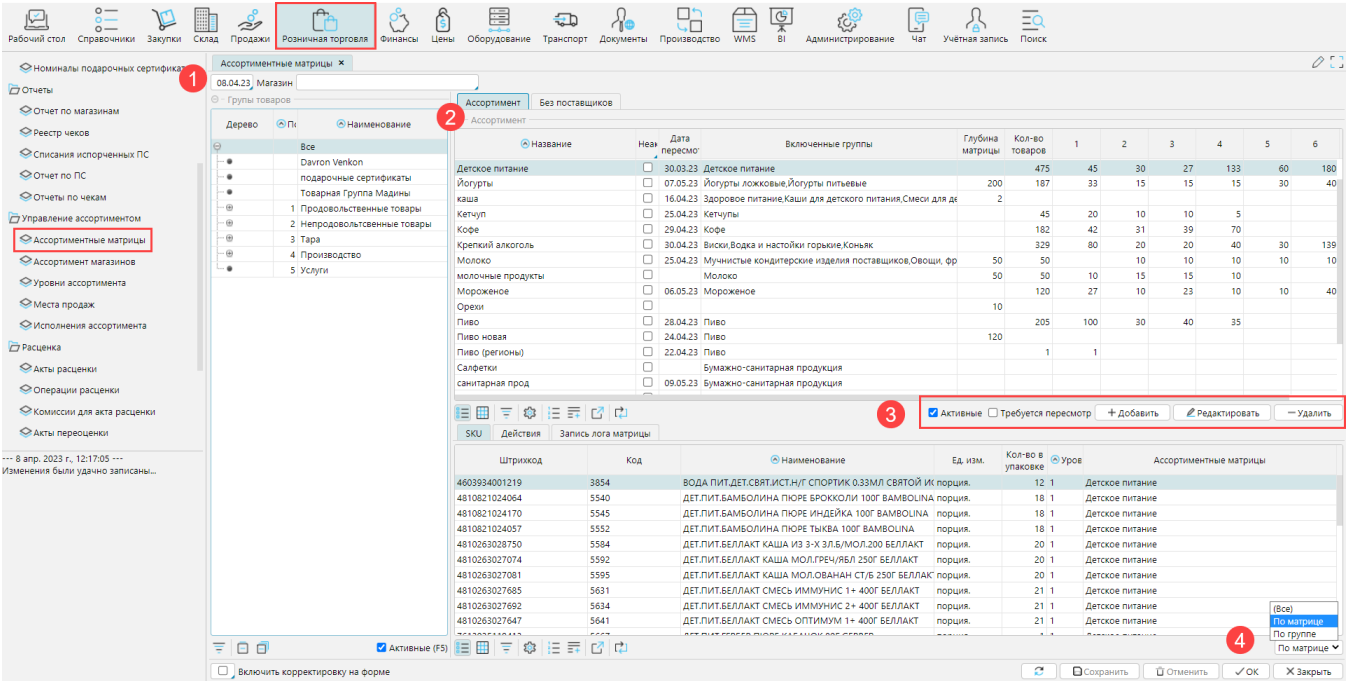 Рабочий стол Справочники Закупки Склад Продажи Розничная торговля Финансы Цены Оборудование Транспорт Документы Производство WMS BI Администрирование Чат Учётная запись Поиск
Номиналы подарочных сертифика
Отчеты
Отчет по магазинам
Реестр чеков
Списания испорченных ПС
Отчет по ПС
Отчеты по чекам
Управление ассортиментом
Ассортиментные матрицы
Ассортимент магазинов
Уровни ассортимента
Места продаж
Исполнения ассортимента
Расценка
Акты расценки
Операции расценки
Комиссии для акта расценки
Акты переоценки
--- 8 апр. 2023 г., 12:17:05 ---
Изменения были удачно записаны...
Ассортиментные матрицы ×
1
08.04.23 Магазин
Групы товаров
Дерево По Наименование
Все
Davron Venkon
подарочные сертификаты
Товарная Группа Мадины
1 Продовольственные товары
2 Непродовольтсвенные товары
3 Тара
4 Производство
5 Услуги
Активные (F5)
2
Ассортимент Без поставщиков
Ассортимент
Название Неак Дата пересмо Включенные группы Глубина матрицы Кол-во товаров 1 2 3 4 5 6
Детское питание 30.03.23 Детское питание 475 45 30 27 133 60 180
Йогурты 07.05.23 Йогурты ложковые,Йогурты питьевые 200 187 33 15 15 15 30 40
каша 16.04.23 Здоровое питание,Каши для детского питания,Смеси для де 2
Кетчуп 25.04.23 Кетчупы 45 20 10 10 5
Кофе 29.04.23 Кофе 182 42 31 39 70
Крепкий алкоголь 30.04.23 Виски,Водка и настойки горькие,Коньяк 329 80 20 20 40 30 139
Молоко 25.04.23 Мучнистые кондитерские изделия поставщиков,Овощи, фр 50 50 10 10 10 10 10
молочные продукты Молоко 50 50 10 15 15 10
Мороженое 06.05.23 Мороженое 120 27 10 23 10 10 40
Орехи 10
Пиво 28.04.23 Пиво 205 100 30 40 35
Пиво новая 24.04.23 Пиво 120
Пиво (регионы) 22.04.23 Пиво 1 1
Салфетки Бумажно-санитарная продукция
санитарная прод 09.05.23 Бумажно-санитарная продукция
3
Активные Требуется пересмотр Добавить Редактировать Удалить
SKU Действия Запись лога матрицы
Штрихкод Код Наименование Ед. изм. Кол-во в упаковке Уров Ассортиментные матрицы
4603934001219 3854 ВОДА ПИТ.ДЕТ.СВЯТ.ИСТ.Н/Г СПОРТИК 0.33МЛ СВЯТОЙ ИС порция. 12 1 Детское питание
4810821024064 5540 ДЕТ.ПИТ.БАМБОЛИНА ПЮРЕ БРОККОЛИ 100Г BAMBOLINA порция. 18 1 Детское питание
4810821024170 5545 ДЕТ.ПИТ.БАМБОЛИНА ПЮРЕ ИНДЕЙКА 100Г BAMBOLINA порция. 18 1 Детское питание
4810821024057 5552 ДЕТ.ПИТ.БАМБОЛИНА ПЮРЕ ТЫКВА 100Г BAMBOLINA порция. 18 1 Детское питание
4810263028750 5584 ДЕТ.ПИТ.БЕЛЛАКТ КАША ИЗ 3-Х ЗЛ.Б/МОЛ.200 БЕЛЛАКТ порция. 20 1 Детское питание
4810263027074 5592 ДЕТ.ПИТ.БЕЛЛАКТ КАША МОЛ.ГРЕЧ/ЯБЛ 250Г БЕЛЛАКТ порция. 20 1 Детское питание
4810263027081 5595 ДЕТ.ПИТ.БЕЛЛАКТ КАША МОЛ.ОВАНАН СТ/Б 250Г БЕЛЛАК порция. 20 1 Детское питание
4810263027685 5631 ДЕТ.ПИТ.БЕЛЛАКТ СМЕСЬ ИММУНИС 1+ 400Г БЕЛЛАКТ порция. 21 1 Детское питание
4810263027692 5634 ДЕТ.ПИТ.БЕЛЛАКТ СМЕСЬ ИММУНИС 2+ 400Г БЕЛЛАКТ порция. 21 1 Детское питание
4810263027647 5641 ДЕТ.ПИТ.БЕЛЛАКТ СМЕСЬ ОПТИМУМ 1+ 400Г БЕЛЛАКТ порция. 21 1 Детское питание
(Все)
По матрице
По группе
4
По матрице
Включить корректировку на форме
Сохранить Отменить OK Закрыть